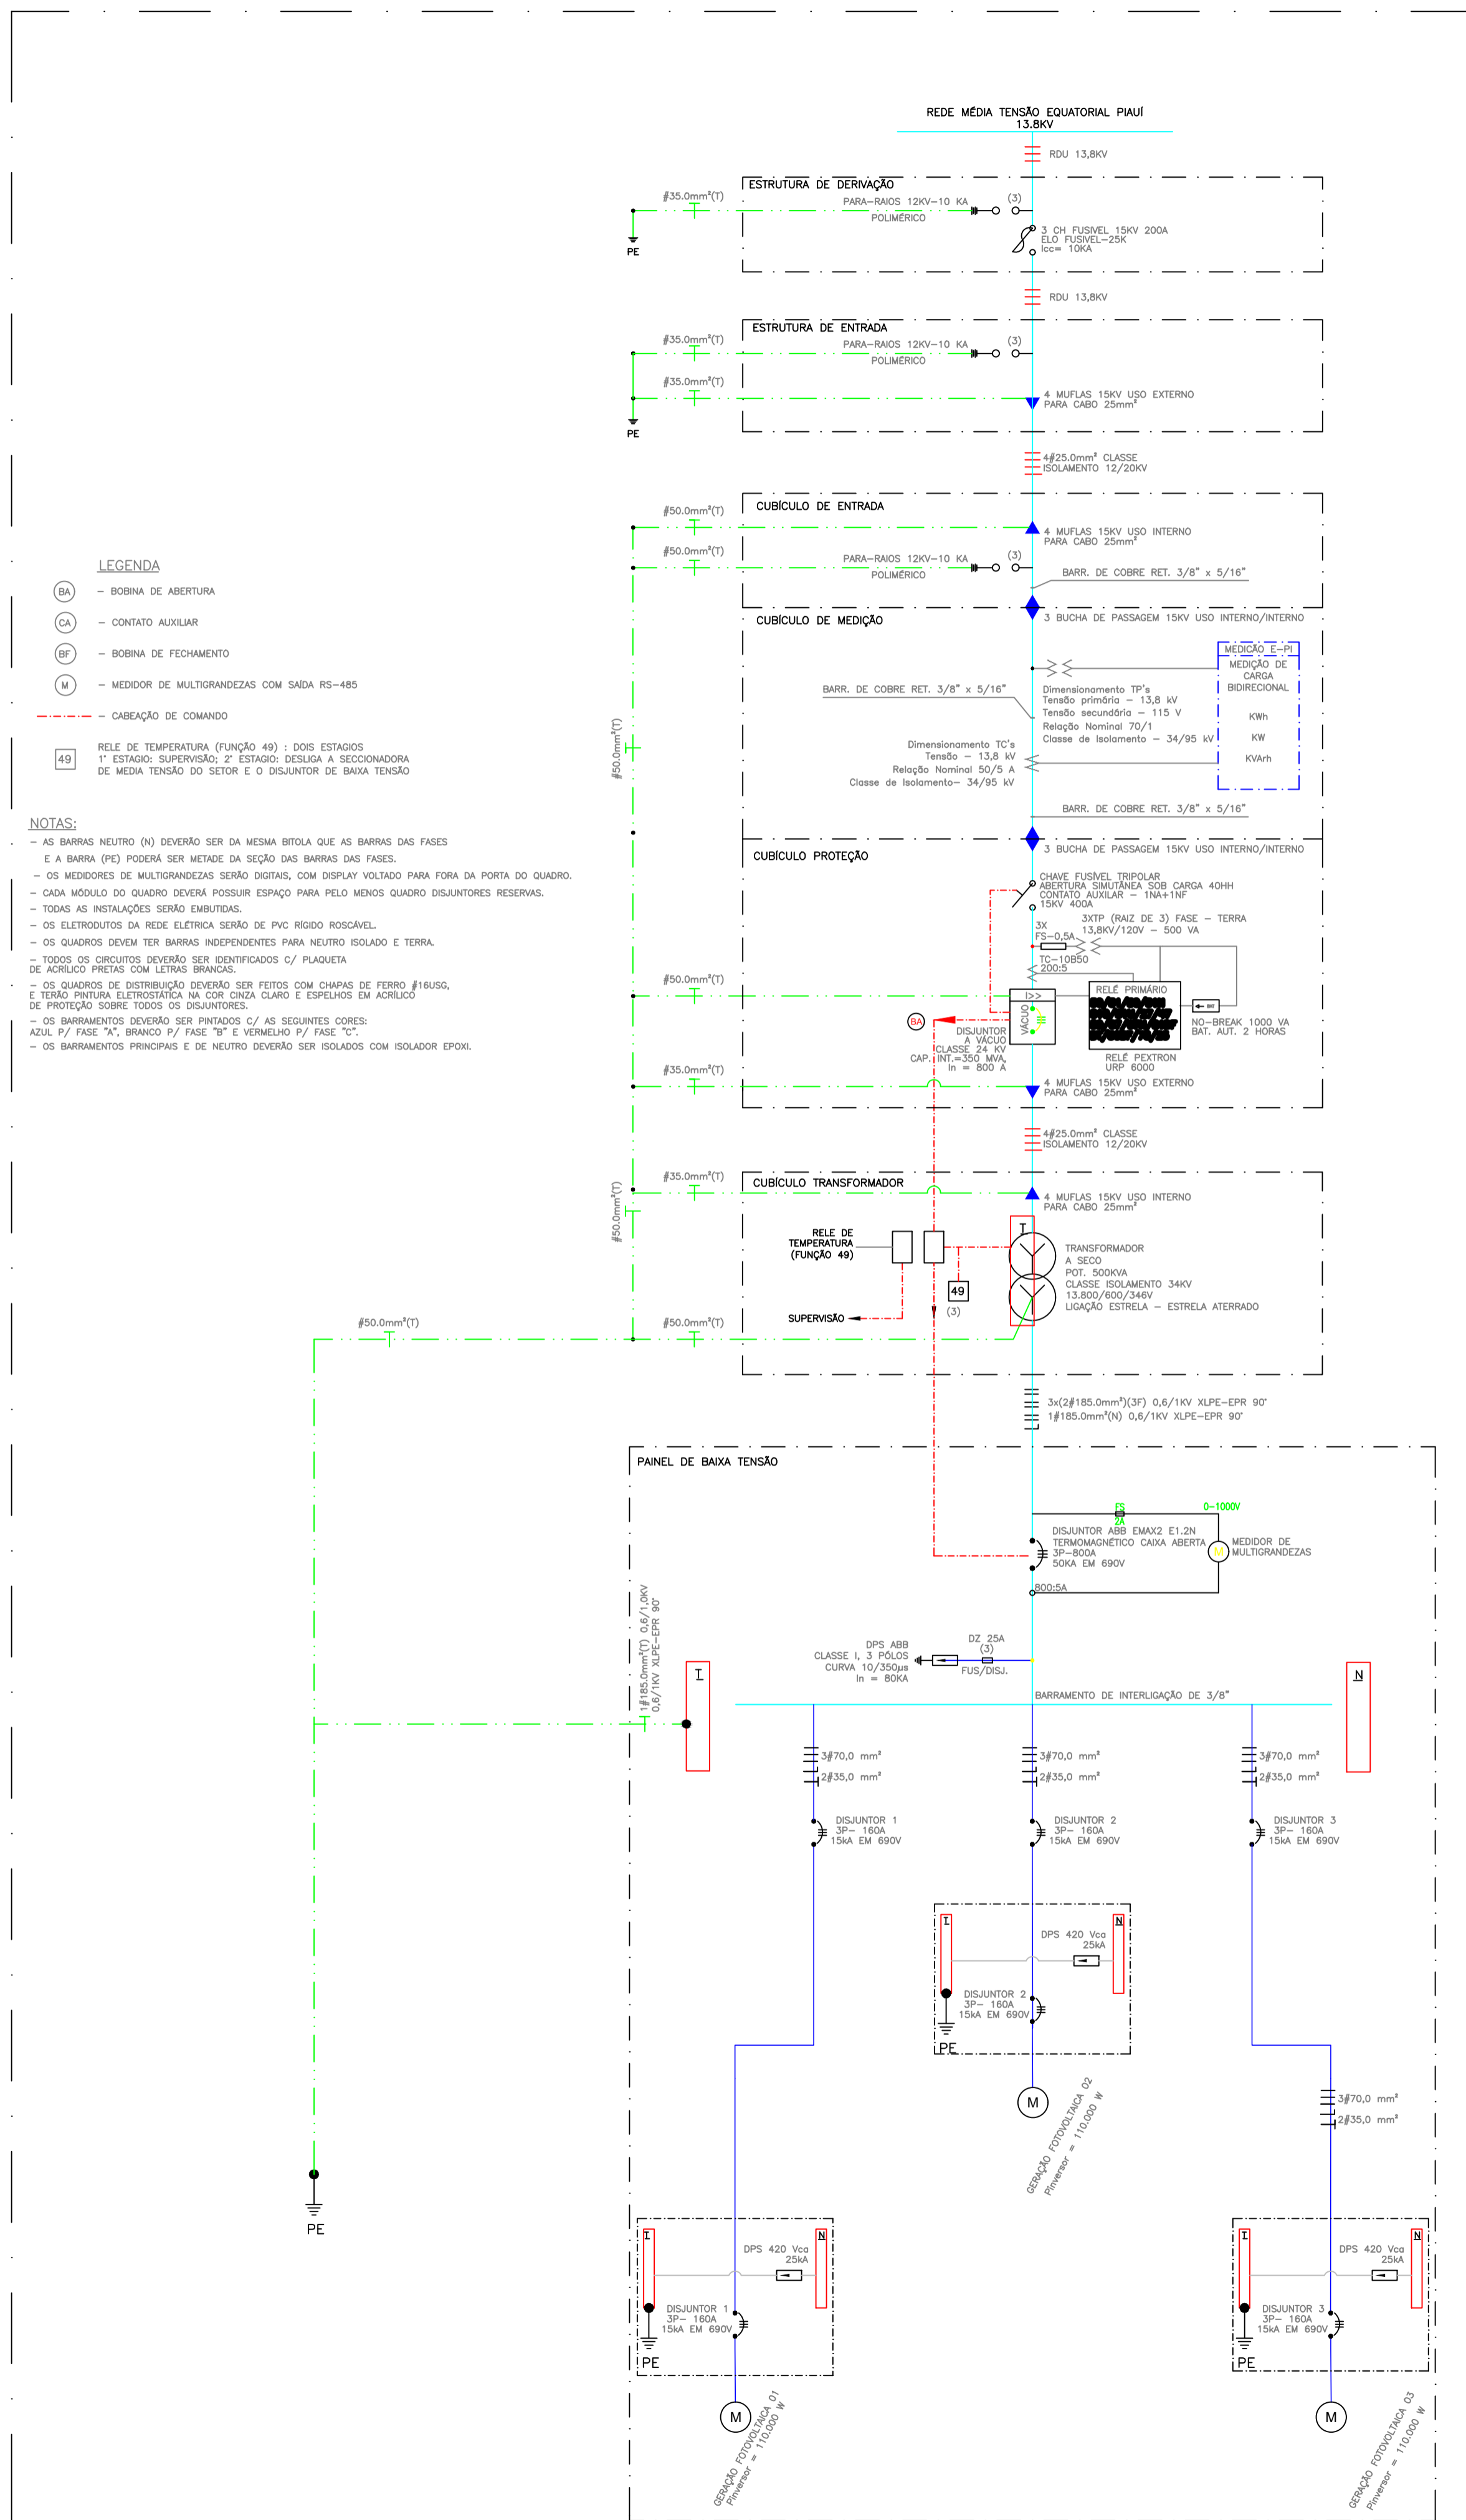 REDE MÉDIA TENSÃO EQUATORIAL PIAUÍ
13.8KV
RDU 13,8KV
ESTRUTURA DE DERIVAÇÃO
#35.0mm²(T)
PARA-RAIOS 12KV-10 KA
POLIMÉRICO
(3)
3 CH FUSIVEL 15KV 200A
ELO FUSIVEL-25K
Icc= 10KA
PE
RDU 13,8KV
ESTRUTURA DE ENTRADA
#35.0mm²(T)
PARA-RAIOS 12KV-10 KA
POLIMÉRICO
(3)
#35.0mm²(T)
4 MUFLAS 15KV USO EXTERNO
PARA CABO 25mm²
PE
4#25.0mm² CLASSE
ISOLAMENTO 12/20KV
CUBÍCULO DE ENTRADA
#50.0mm²(T)
4 MUFLAS 15KV USO INTERNO
PARA CABO 25mm²
#50.0mm²(T)
PARA-RAIOS 12KV-10 KA
POLIMÉRICO
(3)
BARR. DE COBRE RET. 3/8" x 5/16"
LEGENDA
BA
– BOBINA DE ABERTURA
CA
– CONTATO AUXILIAR
BF
– BOBINA DE FECHAMENTO
M
– MEDIDOR DE MULTIGRANDEZAS COM SAÍDA RS-485
– CABEAÇÃO DE COMANDO
49
RELE DE TEMPERATURA (FUNÇÃO 49) : DOIS ESTAGIOS
1° ESTAGIO: SUPERVISÃO; 2° ESTAGIO: DESLIGA A SECCIONADORA
DE MEDIA TENSÃO DO SETOR E O DISJUNTOR DE BAIXA TENSÃO
NOTAS:
– AS BARRAS NEUTRO (N) DEVERÃO SER DA MESMA BITOLA QUE AS BARRAS DAS FASES
E A BARRA (PE) PODERÁ SER METADE DA SEÇÃO DAS BARRAS DAS FASES.
– OS MEDIDORES DE MULTIGRANDEZAS SERÃO DIGITAIS, COM DISPLAY VOLTADO PARA FORA DA PORTA DO QUADRO.
– CADA MÓDULO DO QUADRO DEVERÁ POSSUIR ESPAÇO PARA PELO MENOS QUADRO DISJUNTORES RESERVAS.
– TODAS AS INSTALAÇÕES SERÃO EMBUTIDAS.
– OS ELETRODUTOS DA REDE ELÉTRICA SERÃO DE PVC RÍGIDO ROSCÁVEL.
– OS QUADROS DEVEM TER BARRAS INDEPENDENTES PARA NEUTRO ISOLADO E TERRA.
– TODOS OS CIRCUITOS DEVERÃO SER IDENTIFICADOS C/ PLAQUETA
DE ACRÍLICO PRETAS COM LETRAS BRANCAS.
– OS QUADROS DE DISTRIBUIÇÃO DEVERÃO SER FEITOS COM CHAPAS DE FERRO #16USG,
E TERÃO PINTURA ELETROSTÁTICA NA COR CINZA CLARO E ESPELHOS EM ACRÍLICO
DE PROTEÇÃO SOBRE TODOS OS DISJUNTORES.
– OS BARRAMENTOS DEVERÃO SER PINTADOS C/ AS SEGUINTES CORES:
AZUL P/ FASE "A", BRANCO P/ FASE "B" E VERMELHO P/ FASE "C".
– OS BARRAMENTOS PRINCIPAIS E DE NEUTRO DEVERÃO SER ISOLADOS COM ISOLADOR EPOXI.
#50.0mm²(T)
CUBÍCULO DE MEDIÇÃO
3 BUCHA DE PASSAGEM 15KV USO INTERNO/INTERNO
MEDICÃO E-PI
MEDIÇÃO DE
CARGA
BIDIRECIONAL
KWh
KW
KVArh
BARR. DE COBRE RET. 3/8" x 5/16"
Dimensionamento TP's
Tensão primária – 13,8 kV
Tensão secundária – 115 V
Relação Nominal 70/1
Classe de Isolamento – 34/95 kV
Dimensionamento TC's
Tensão – 13,8 kV
Relação Nominal 50/5 A
Classe de Isolamento– 34/95 kV
BARR. DE COBRE RET. 3/8" x 5/16"
CUBÍCULO PROTEÇÃO
3 BUCHA DE PASSAGEM 15KV USO INTERNO/INTERNO
CHAVE FUSÍVEL TRIPOLAR
ABERTURA SIMUTÂNEA SOB CARGA 40HH
CONTATO AUXILAR – 1NA+1NF
15KV 400A
3XTP (RAIZ DE 3) FASE – TERRA
13,8KV/120V – 500 VA
3X
FS-0,5A
TC-10B50
200:5
#50.0mm²(T)
I>>
VÁCUO
RELÉ PRIMÁRIO
BAT
NO-BREAK 1000 VA
BAT. AUT. 2 HORAS
BA
DISJUNTOR
A VÁCUO
CLASSE 24 KV
CAP. INT.=350 MVA,
In = 800 A
RELÉ PEXTRON
URP 6000
#35.0mm²(T)
4 MUFLAS 15KV USO EXTERNO
PARA CABO 25mm²
4#25.0mm² CLASSE
ISOLAMENTO 12/20KV
CUBÍCULO TRANSFORMADOR
#35.0mm²(T)
4 MUFLAS 15KV USO INTERNO
PARA CABO 25mm²
#50.0mm²(T)
RELE DE
TEMPERATURA
(FUNÇÃO 49)
T
49
(3)
SUPERVISÃO
TRANSFORMADOR
A SECO
POT. 500KVA
CLASSE ISOLAMENTO 34KV
13.800/600/346V
LIGAÇÃO ESTRELA – ESTRELA ATERRADO
#50.0mm²(T)
#50.0mm²(T)
3x(2#185.0mm²)(3F) 0,6/1KV XLPE-EPR 90°
1#185.0mm²(N) 0,6/1KV XLPE-EPR 90°
PAINEL DE BAIXA TENSÃO
FS
2A
0-1000V
DISJUNTOR ABB EMAX2 E1.2N
TERMOMAGNÉTICO CAIXA ABERTA
3P-800A
50KA EM 690V
M
MEDIDOR DE
MULTIGRANDEZAS
800:5A
1#185.0mm²(T) 0,6/1,0KV
0,6/1KV XLPE-EPR 90°
T
DPS ABB
CLASSE I, 3 PÓLOS
CURVA 10/350µs
In = 80KA
DZ 25A
(3)
FUS/DISJ.
N
BARRAMENTO DE INTERLIGAÇÃO DE 3/8"
3#70,0 mm²
2#35,0 mm²
3#70,0 mm²
2#35,0 mm²
3#70,0 mm²
2#35,0 mm²
DISJUNTOR 1
3P– 160A
15kA EM 690V
DISJUNTOR 2
3P– 160A
15kA EM 690V
DISJUNTOR 3
3P– 160A
15kA EM 690V
T
N
DPS 420 Vca
25kA
DISJUNTOR 2
3P– 160A
15kA EM 690V
PE
M
GERAÇÃO FOTOVOLTAICA 02
Pinversor = 110.000 W
3#70,0 mm²
2#35,0 mm²
PE
T
N
DPS 420 Vca
25kA
DISJUNTOR 1
3P– 160A
15kA EM 690V
PE
M
GERAÇÃO FOTOVOLTAICA 01
Pinversor = 110.000 W
T
N
DPS 420 Vca
25kA
DISJUNTOR 3
3P– 160A
15kA EM 690V
PE
M
GERAÇÃO FOTOVOLTAICA 03
Pinversor = 110.000 W